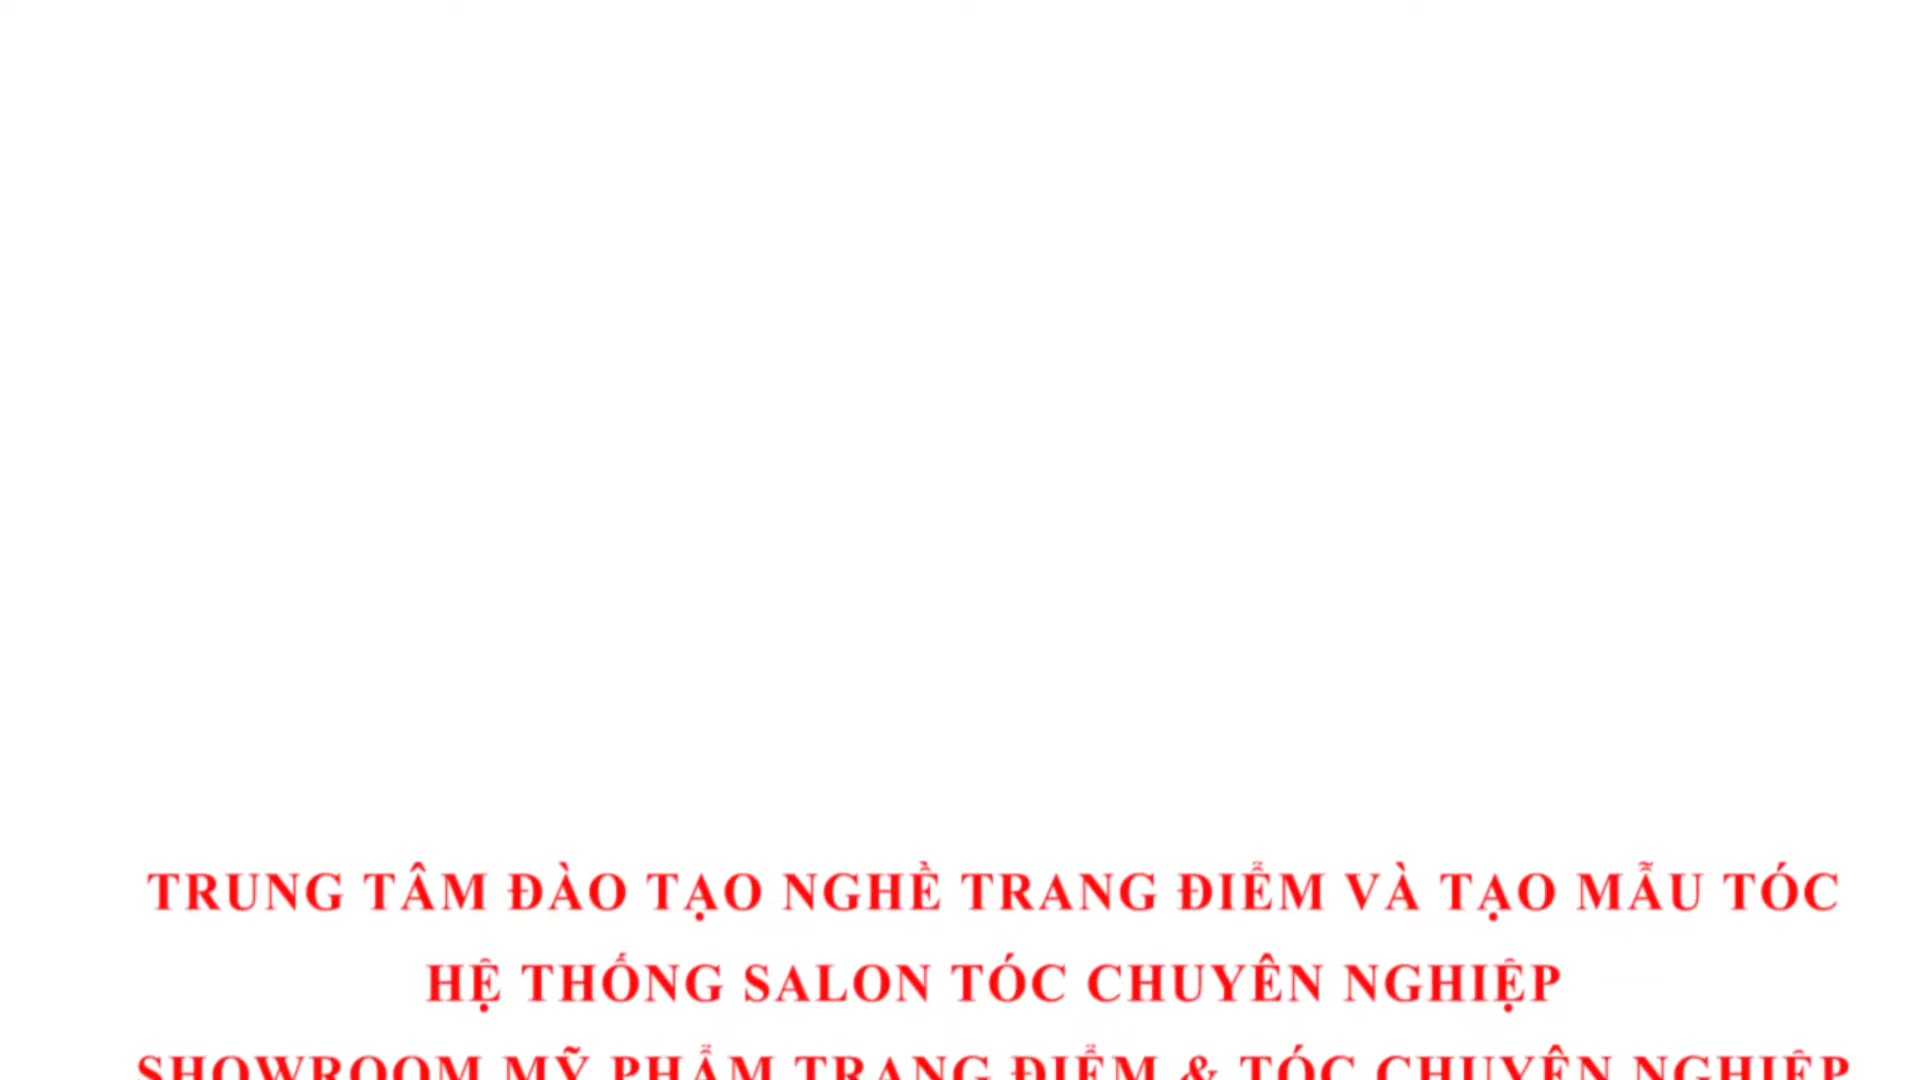 TRUNG TÂM ĐÀO TẠO NGHỀ TRANG ĐIỂM VÀ TẠO MẪU TÓC
HỆ THỐNG SALON TÓC CHUYÊN NGHIỆP
SHOWROOM MỸ PHẨM TRANG ĐIỂM & TÓC CHUYÊN NGHIỆP